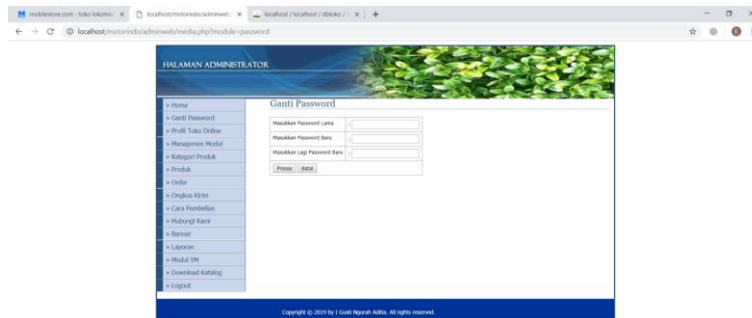 mobilestore.com - toko lokomo
localhost/motorindo/adminweb/
localhost / localhost / dbtoko /
localhost/motorindo/adminweb/media.php?module=password
HALAMAN ADMINISTRATOR
» Home
» Ganti Password
» Profil Toko Online
» Manajemen Modul
» Kategori Produk
» Produk
» Order
» Ongkos Kirim
» Cara Pembelian
» Hubungi Kami
» Banner
» Laporan
» Modul YM
» Download Katalog
» Logout
Ganti Password
Masukkan Password Lama :
Masukkan Password Baru :
Masukkan Lagi Password Baru :
Proses Batal
Copyright © 2019 by I Gusti Ngurah Aditia. All rights reserved.